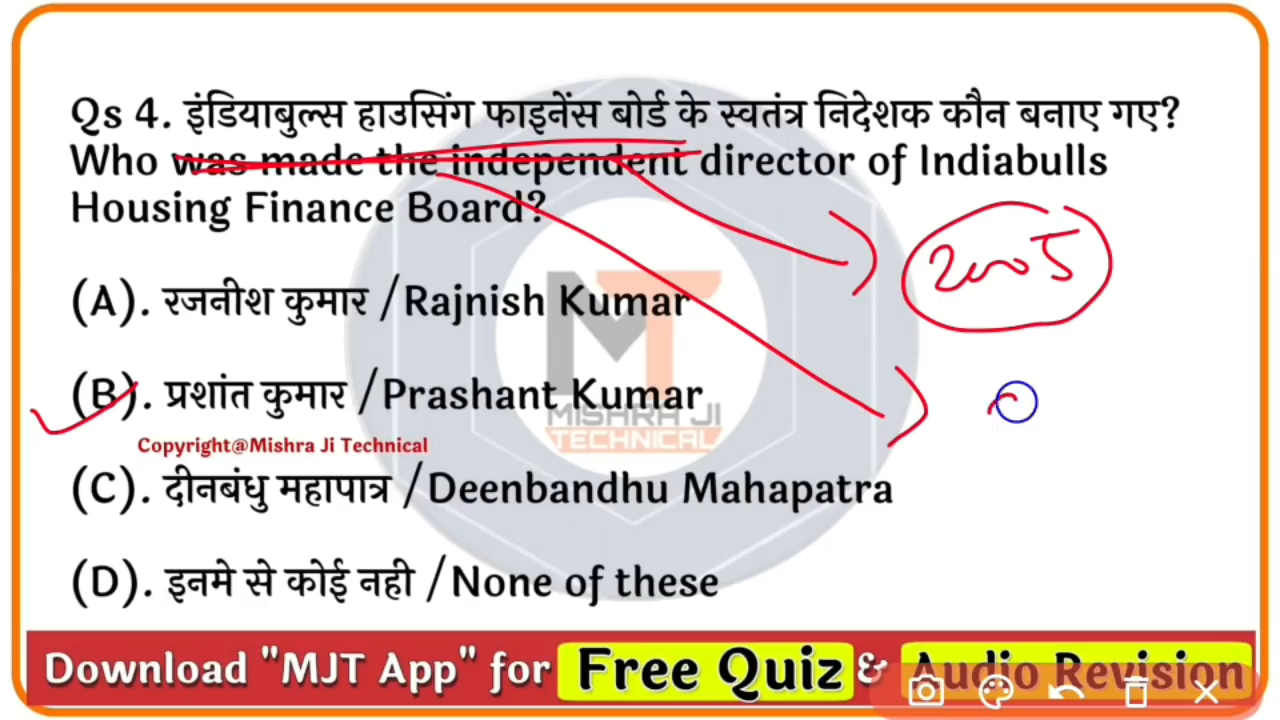 Qs 4. इंडियाबुल्स हाउसिंग फाइनेंस बोर्ड के स्वतंत्र निदेशक कौन बनाए गए?
Who was made the independent director of Indiabulls
Housing Finance Board?
2005
(A). रजनीश कुमार / Rajnish Kumar
(B). प्रशांत कुमार / Prashant Kumar
MISHRA JI
TECHNICAL
Copyright@Mishra Ji Technical
(C). दीनबंधु महापात्र / Deenbandhu Mahapatra
(D). इनमे से कोई नही / None of these
Download "MJT App" for Free Quiz & Audio Revision